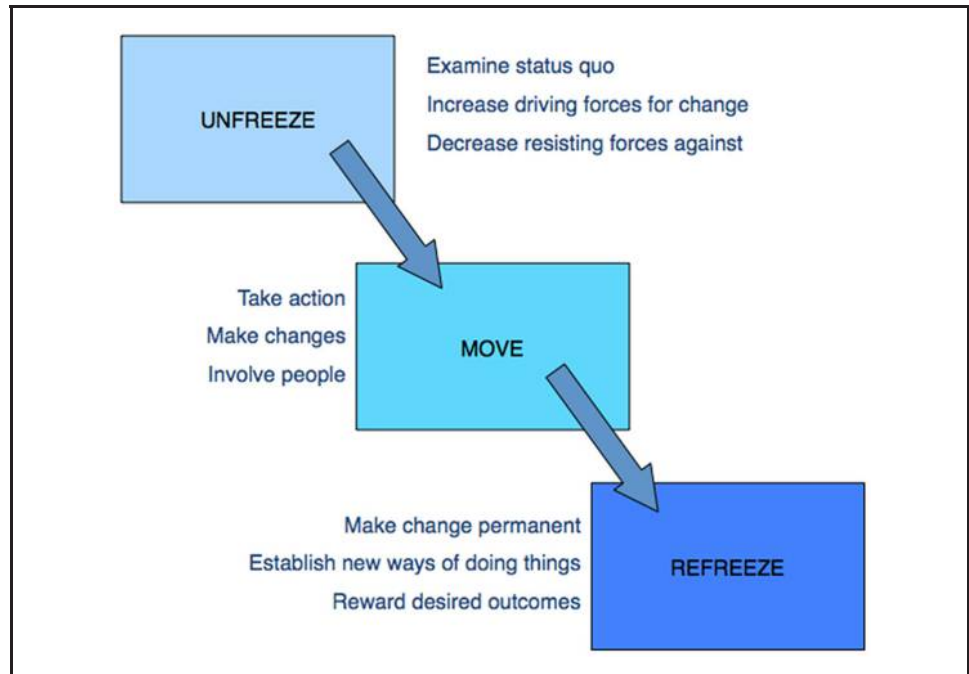 UNFREEZE
Examine status quo
Increase driving forces for change
Decrease resisting forces against
Take action
Make changes
Involve people
MOVE
Make change permanent
Establish new ways of doing things
Reward desired outcomes
REFREEZE